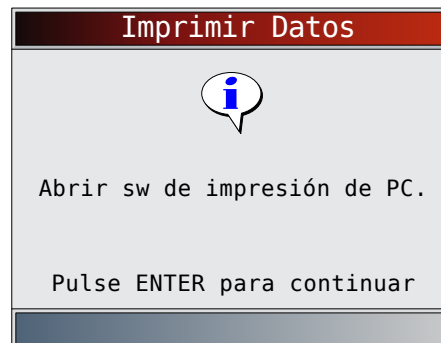 Imprimir Datos
i
Abrir sw de impresión de PC.
Pulse ENTER para continuar